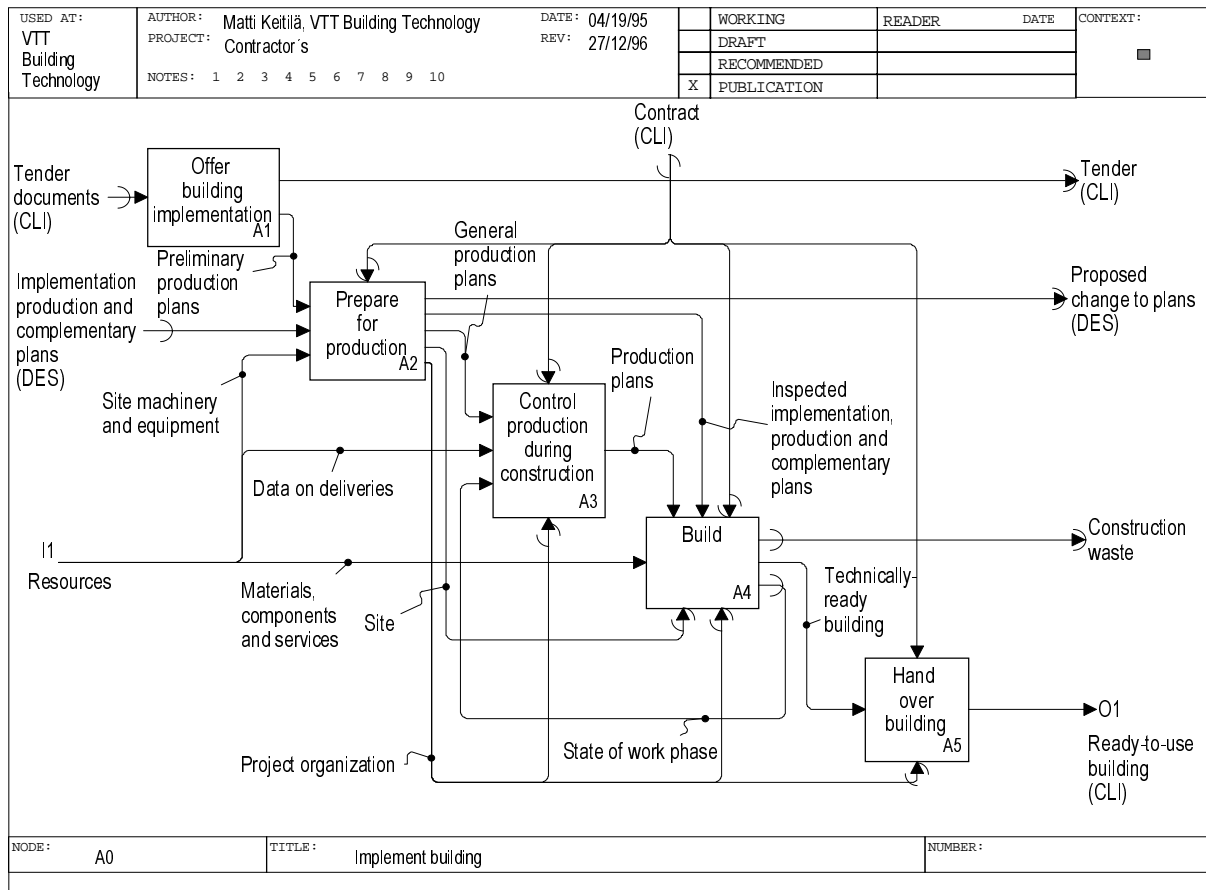 USED AT:
VTT
Building
Technology
AUTHOR: Matti Keitilä, VTT Building Technology
PROJECT: Contractor´s
NOTES: 1 2 3 4 5 6 7 8 9 10
DATE: 04/19/95
REV: 27/12/96
WORKING
DRAFT
RECOMMENDED
X PUBLICATION
READER DATE
CONTEXT:
Contract
(CLI)
Tender
documents
(CLI)
Offer
building
implementation
A1
Tender
(CLI)
Preliminary
production
plans
General
production
plans
Implementation
production and
complementary
plans
(DES)
Prepare
for
production
A2
Proposed
change to plans
(DES)
Site machinery
and equipment
Production
plans
Control
production
during
construction
A3
Inspected
implementation,
production and
complementary
plans
Data on deliveries
I1
Resources
Materials,
components
and services
Site
Build
A4
Construction
waste
Technically-
ready
building
Hand
over
building
A5
State of work phase
Project organization
O1
Ready-to-use
building
(CLI)
NODE: A0
TITLE: Implement building
NUMBER: